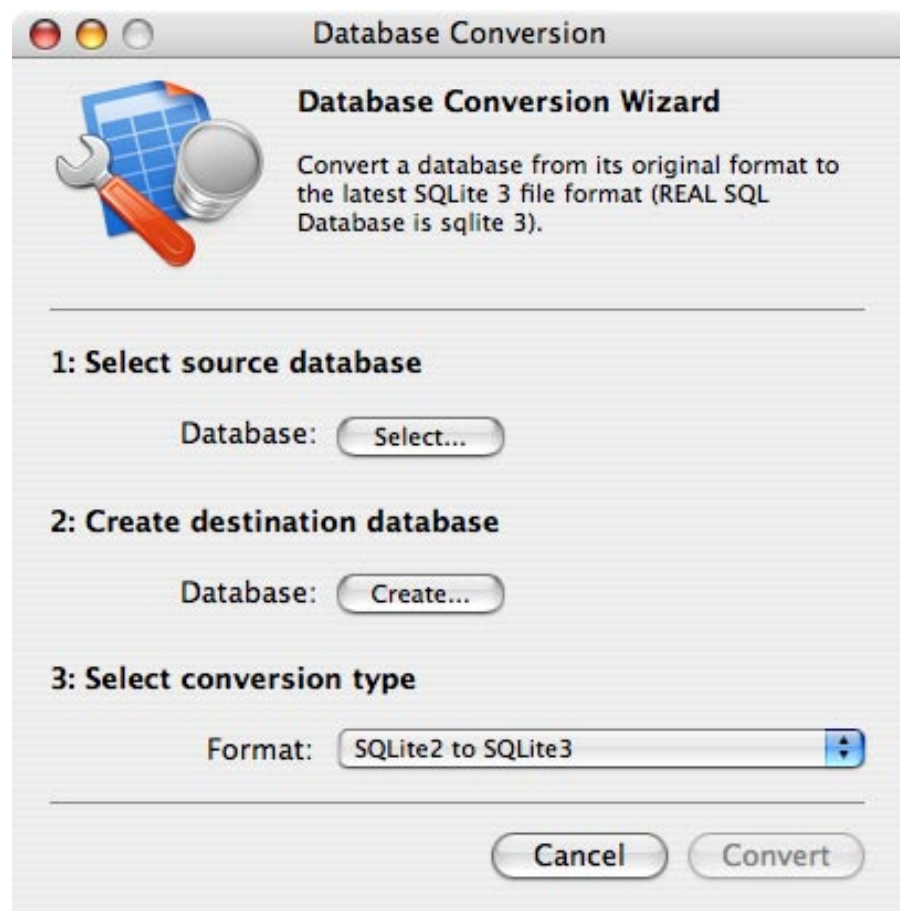 Database Conversion
Database Conversion Wizard
Convert a database from its original format to
the latest SQLite 3 file format (REAL SQL
Database is sqlite 3).
1: Select source database
Database: Select...
2: Create destination database
Database: Create...
3: Select conversion type
Format: SQLite2 to SQLite3
Cancel Convert